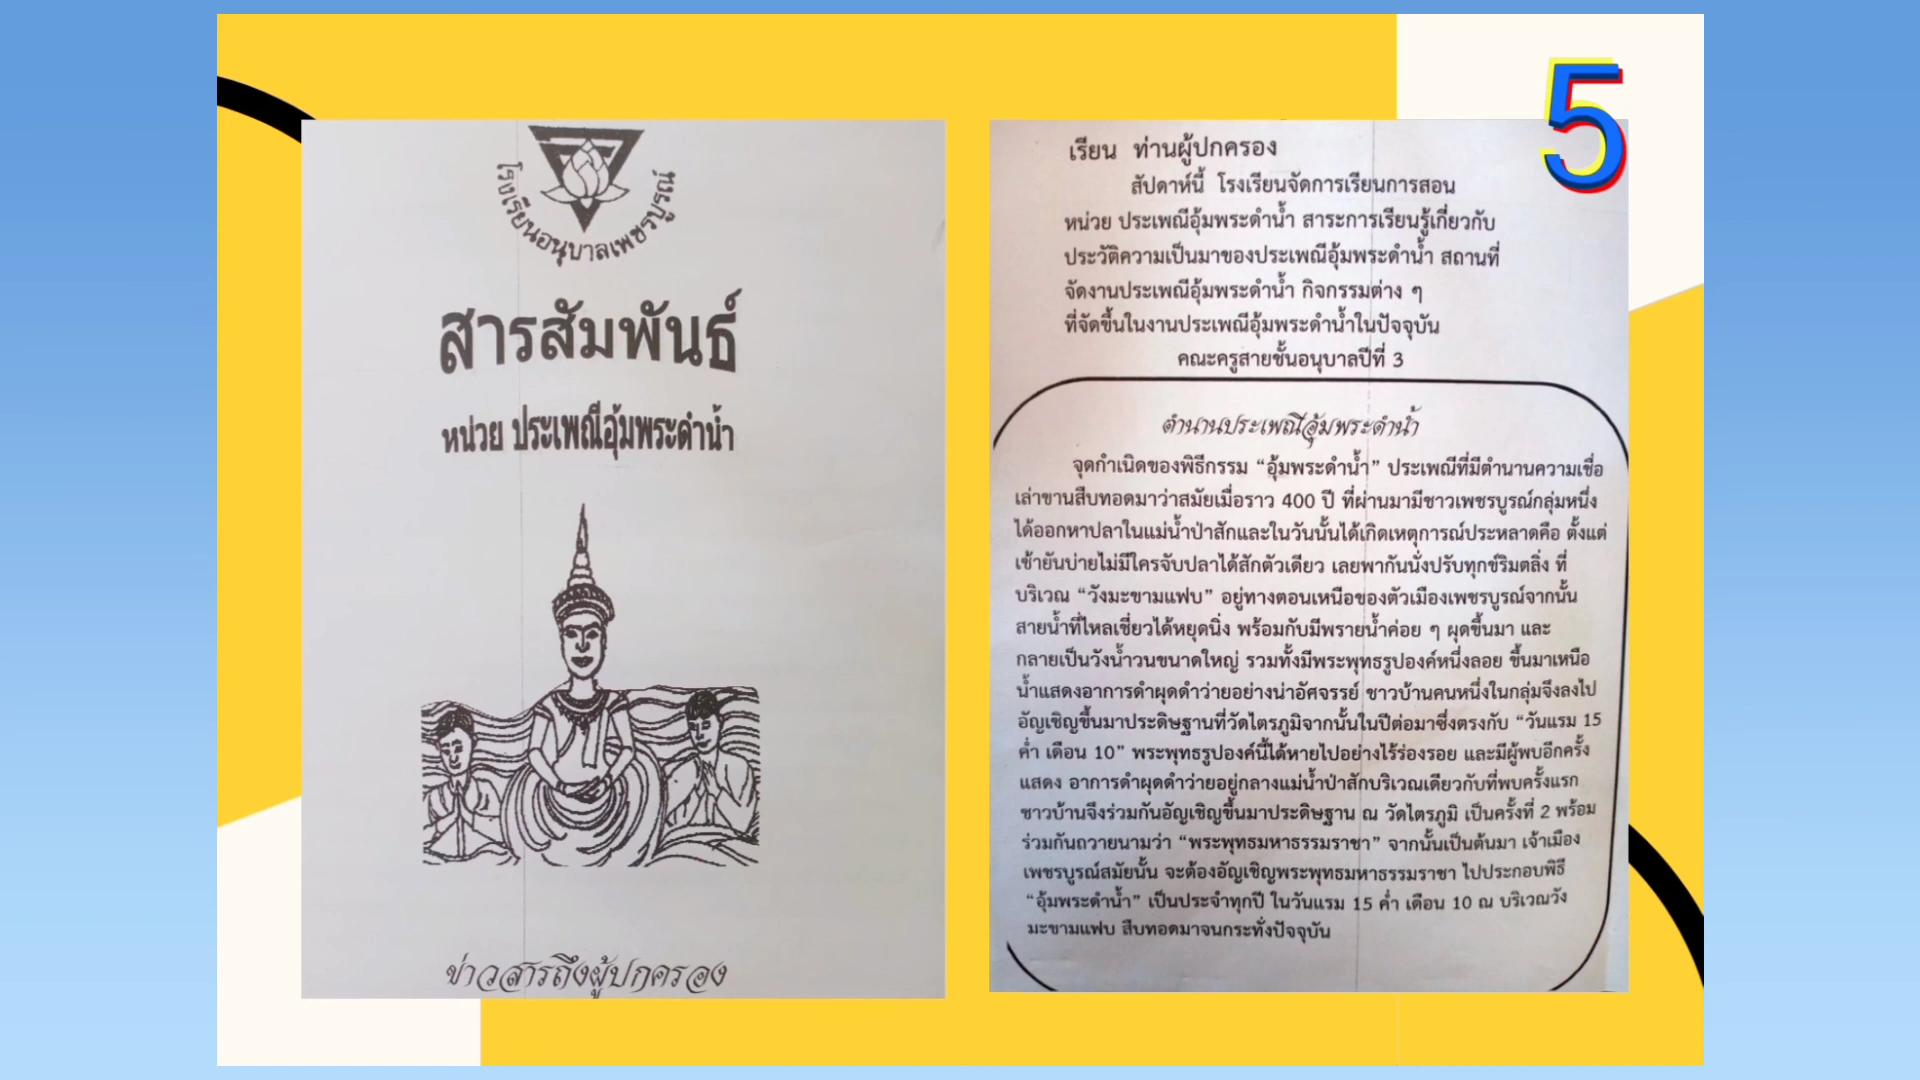 5
โรงเรียนอนุบาลเพชรบูรณ์
สารสัมพันธ์
หน่วย ประเพณีอุ้มพระดำน้ำ
ข่าวสารถึงผู้ปกครอง
เรียน ท่านผู้ปกครอง
สัปดาห์นี้ โรงเรียนจัดการเรียนการสอน
หน่วย ประเพณีอุ้มพระดำน้ำ สาระการเรียนรู้เกี่ยวกับ
ประวัติความเป็นมาของประเพณีอุ้มพระดำน้ำ สถานที่
จัดงานประเพณีอุ้มพระดำน้ำ กิจกรรมต่าง ๆ
ที่จัดขึ้นในงานประเพณีอุ้มพระดำน้ำในปัจจุบัน
คณะครูสายชั้นอนุบาลปีที่ 3
ตำนานประเพณีอุ้มพระดำน้ำ
จุดกำเนิดของพิธีกรรม “อุ้มพระดำน้ำ” ประเพณีที่มีตำนานความเชื่อ
เล่าขานสืบทอดมาว่าสมัยเมื่อราว 400 ปี ที่ผ่านมามีชาวเพชรบูรณ์กลุ่มหนึ่ง
ได้ออกหาปลาในแม่น้ำป่าสักและในวันนั้นได้เกิดเหตุการณ์ประหลาดคือ ตั้งแต่
เช้ายันบ่ายไม่มีใครจับปลาได้สักตัวเดียว เลยพากันนั่งปรับทุกข์ริมตลิ่ง ที่
บริเวณ “วังมะขามแฟบ” อยู่ทางตอนเหนือของตัวเมืองเพชรบูรณ์จากนั้น
สายน้ำที่ไหลเชี่ยวได้หยุดนิ่ง พร้อมกับมีพรายน้ำค่อย ๆ ผุดขึ้นมา และ
กลายเป็นวังน้ำวนขนาดใหญ่ รวมทั้งมีพระพุทธรูปองค์หนึ่งลอย ขึ้นมาเหนือ
น้ำแสดงอาการดำผุดดำว่ายอย่างน่าอัศจรรย์ ชาวบ้านคนหนึ่งในกลุ่มจึงลงไป
อัญเชิญขึ้นมาประดิษฐานที่วัดไตรภูมิจากนั้นในปีต่อมาซึ่งตรงกับ “วันแรม 15
ค่ำ เดือน 10” พระพุทธรูปองค์นี้ได้หายไปอย่างไร้ร่องรอย และมีผู้พบอีกครั้ง
แสดง อาการดำผุดดำว่ายอยู่กลางแม่น้ำป่าสักบริเวณเดียวกับที่พบครั้งแรก
ชาวบ้านจึงร่วมกันอัญเชิญขึ้นมาประดิษฐาน ณ วัดไตรภูมิ เป็นครั้งที่ 2 พร้อม
ร่วมกันถวายนามว่า “พระพุทธมหาธรรมราชา” จากนั้นเป็นต้นมา เจ้าเมือง
เพชรบูรณ์สมัยนั้น จะต้องอัญเชิญพระพุทธมหาธรรมราชา ไปประกอบพิธี
“อุ้มพระดำน้ำ” เป็นประจำทุกปี ในวันแรม 15 ค่ำ เดือน 10 ณ บริเวณวัง
มะขามแฟบ สืบทอดมาจนกระทั่งปัจจุบัน